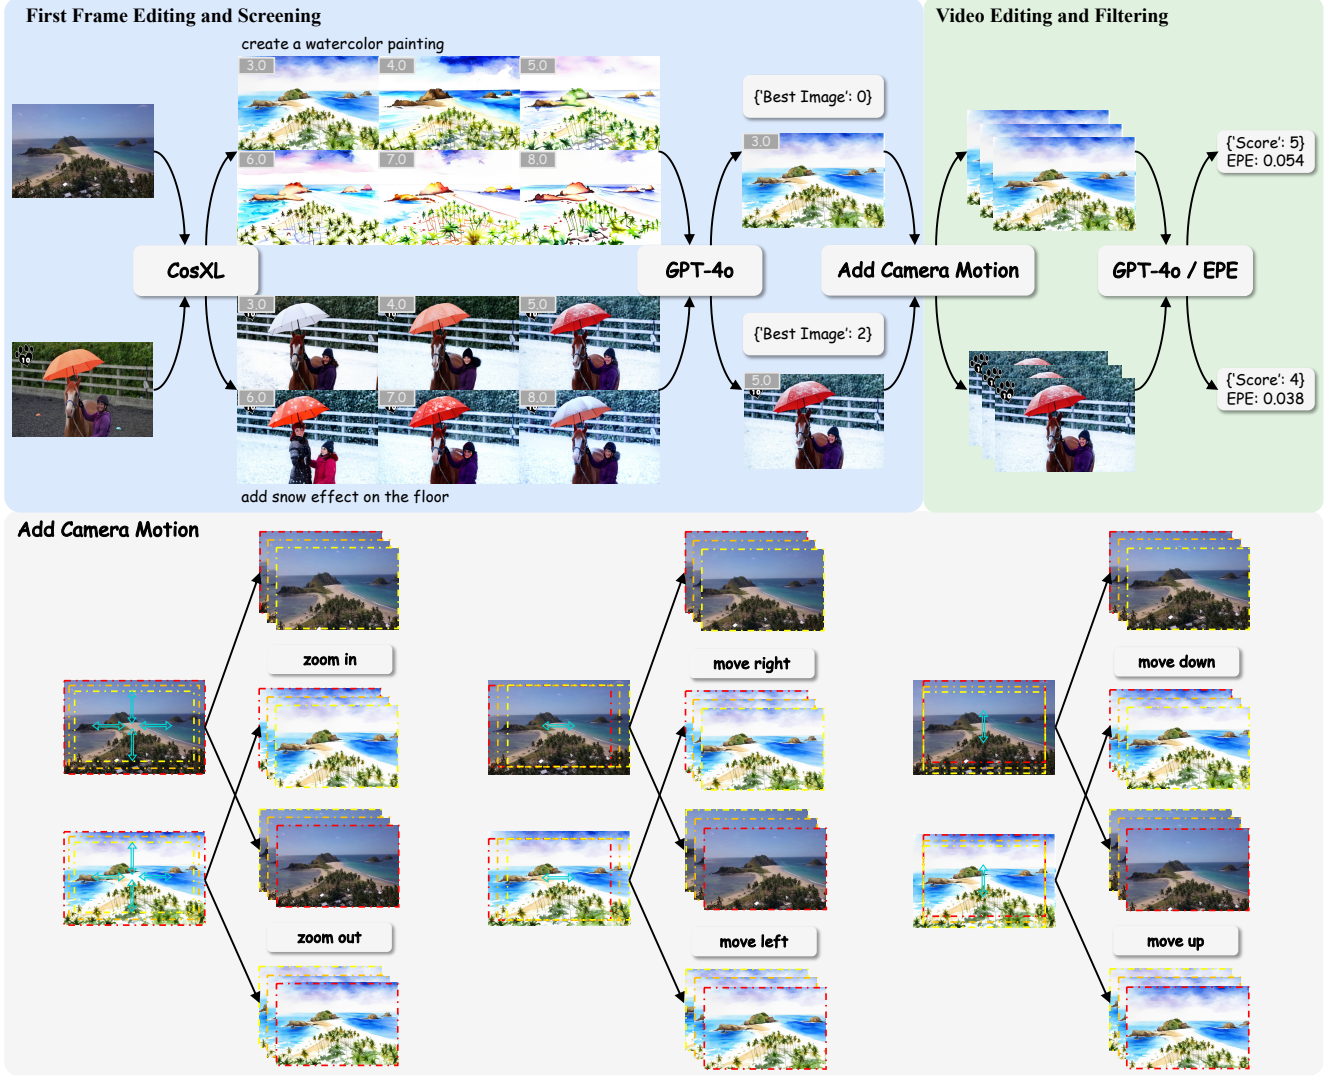 First Frame Editing and Screening
Video Editing and Filtering
create a watercolor painting
3.0
4.0
5.0
6.0
7.0
8.0
{'Best Image': 0}
3.0
{'Score': 5}
EPE: 0.054
CosXL
GPT-4o
Add Camera Motion
GPT-4o / EPE
3.0
4.0
5.0
6.0
7.0
8.0
{'Best Image': 2}
5.0
{'Score': 4}
EPE: 0.038
10
add snow effect on the floor
Add Camera Motion
zoom in
move right
move down
zoom out
move left
move up